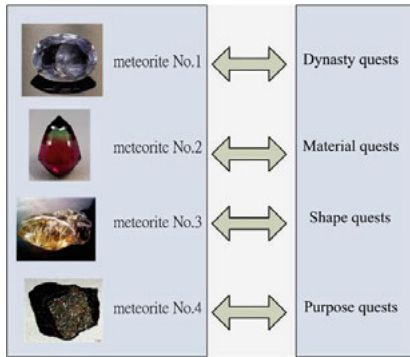 meteorite No.1
Dynasty quests
meteorite No.2
Material quests
meteorite No.3
Shape quests
meteorite No.4
Purpose quests